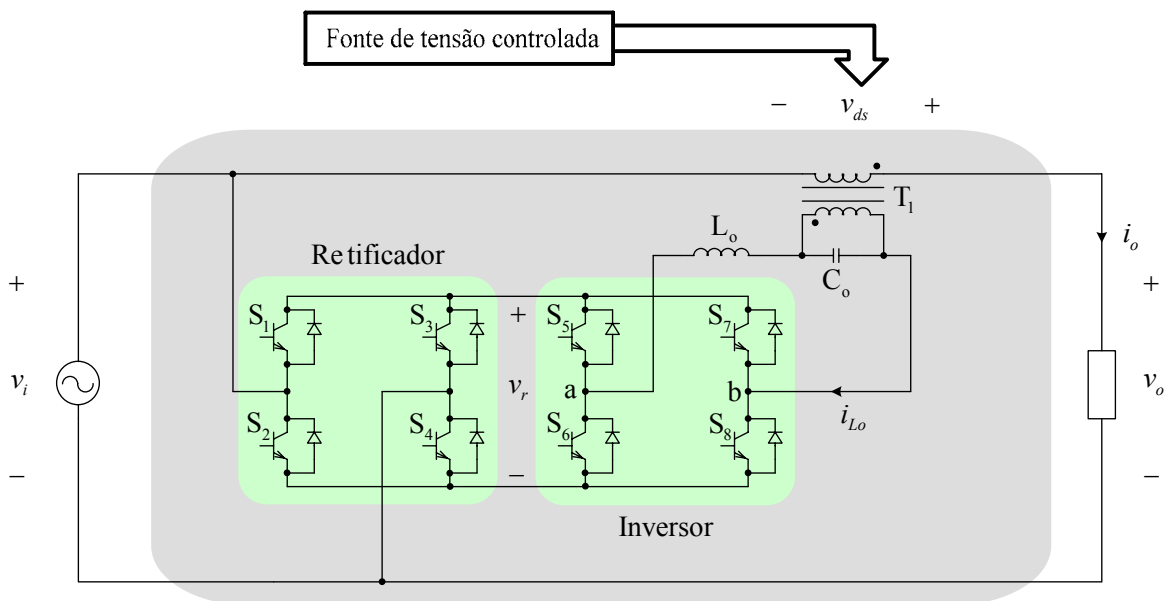 Fonte de tensão controlada
− v_ds +
T_1
L_o
C_o
i_o
Retificador
+ v_i −
S_1
S_3
S_2
S_4
+ v_r −
S_5
S_7
a
b
S_6
S_8
i_Lo
+ v_o −
Inversor